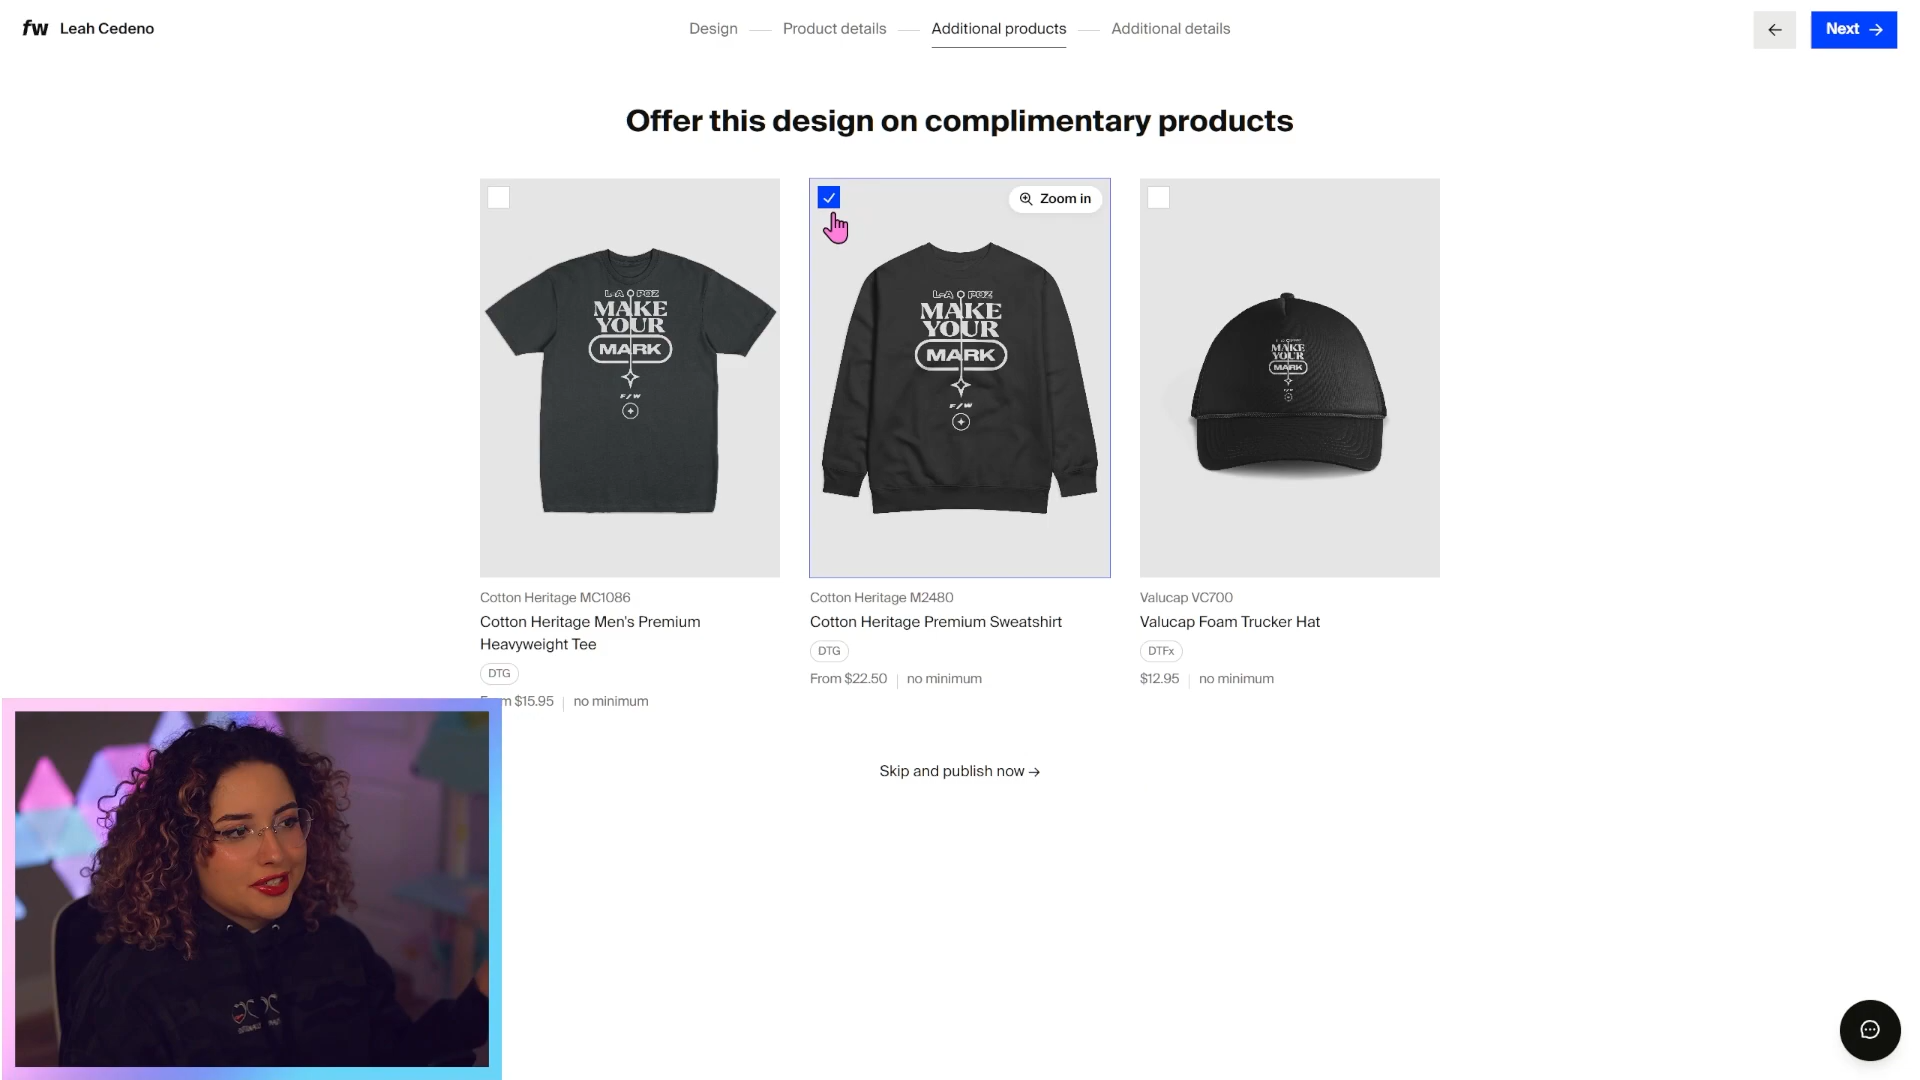 fw Leah Cedeno
Design
Product details
Additional products
Additional details
Next
Offer this design on complimentary products
Zoom in
MAKE
YOUR
MARK
F/W
MAKE
YOUR
MARK
F/W
MAKE
YOUR
MARK
Cotton Heritage MC1086
Cotton Heritage Men's Premium
Heavyweight Tee
DTG
$15.95 no minimum
Cotton Heritage M2480
Cotton Heritage Premium Sweatshirt
DTG
From $22.50 no minimum
Valucap VC700
Valucap Foam Trucker Hat
DTFx
$12.95 no minimum
Skip and publish now →